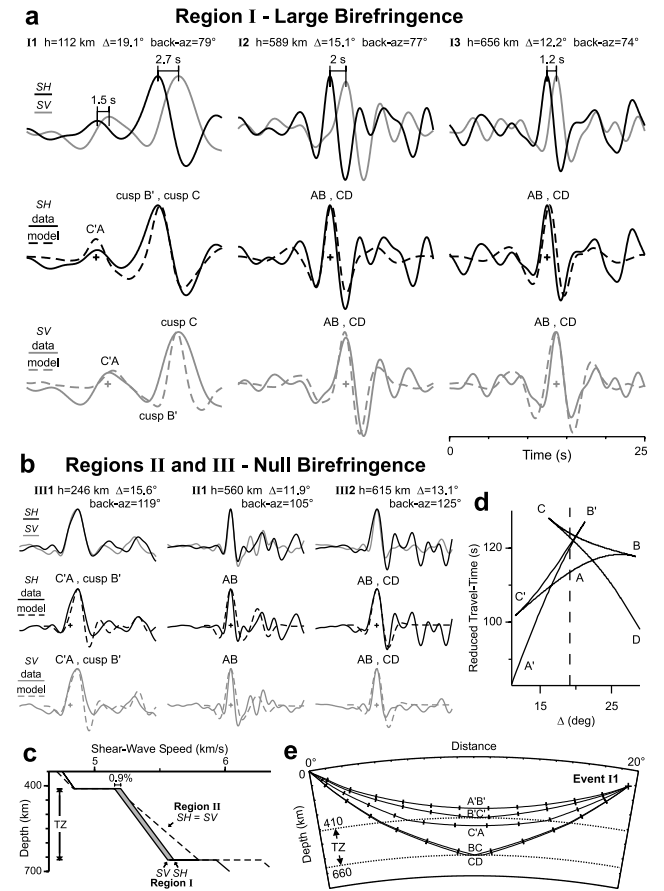 a Region I - Large Birefringence
I1 h=112 km Δ=19.1° back-az=79°
I2 h=589 km Δ=15.1° back-az=77°
I3 h=656 km Δ=12.2° back-az=74°
2.7 s
2 s
1.2 s
SH
SV
1.5 s
cusp B' , cusp C
AB , CD
AB , CD
SH
data
model
C'A
+
+
+
cusp C
AB , CD
AB , CD
SV
data
model
C'A
+
+
+
cusp B'
0
Time (s)
25
b Regions II and III - Null Birefringence
III1 h=246 km Δ=15.6°
back-az=119°
II1 h=560 km Δ=11.9°
back-az=105°
III2 h=615 km Δ=13.1°
back-az=125°
SH
SV
SH
data
model
C'A , cusp B'
AB
AB , CD
+
+
+
SV
data
model
C'A , cusp B'
AB
AB , CD
+
+
+
d
C
B'
B
A
C'
D
A'
120
100
Reduced Travel-Time (s)
15
25
Δ (deg)
c
Shear-Wave Speed (km/s)
5
6
0.9%
400
TZ
700
Depth (km)
Region II
SH = SV
SV SH
Region I
e
Distance
0°
20°
0
Event I1
A'B'
B'C'
C'A
BC
CD
410
TZ
660
Depth (km)